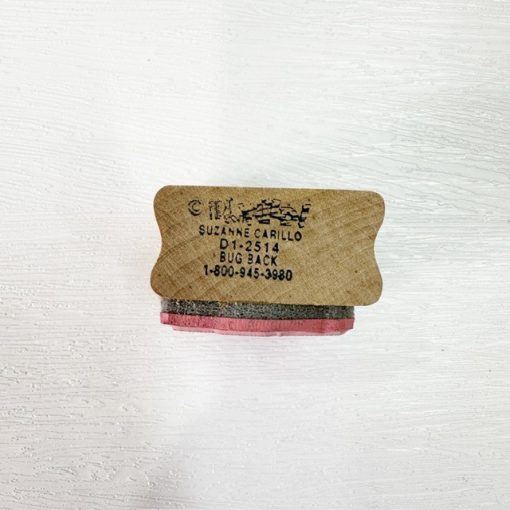 ©
SUZANNE CARILLO
D1-2514
BUG BACK
1-800-945-3980